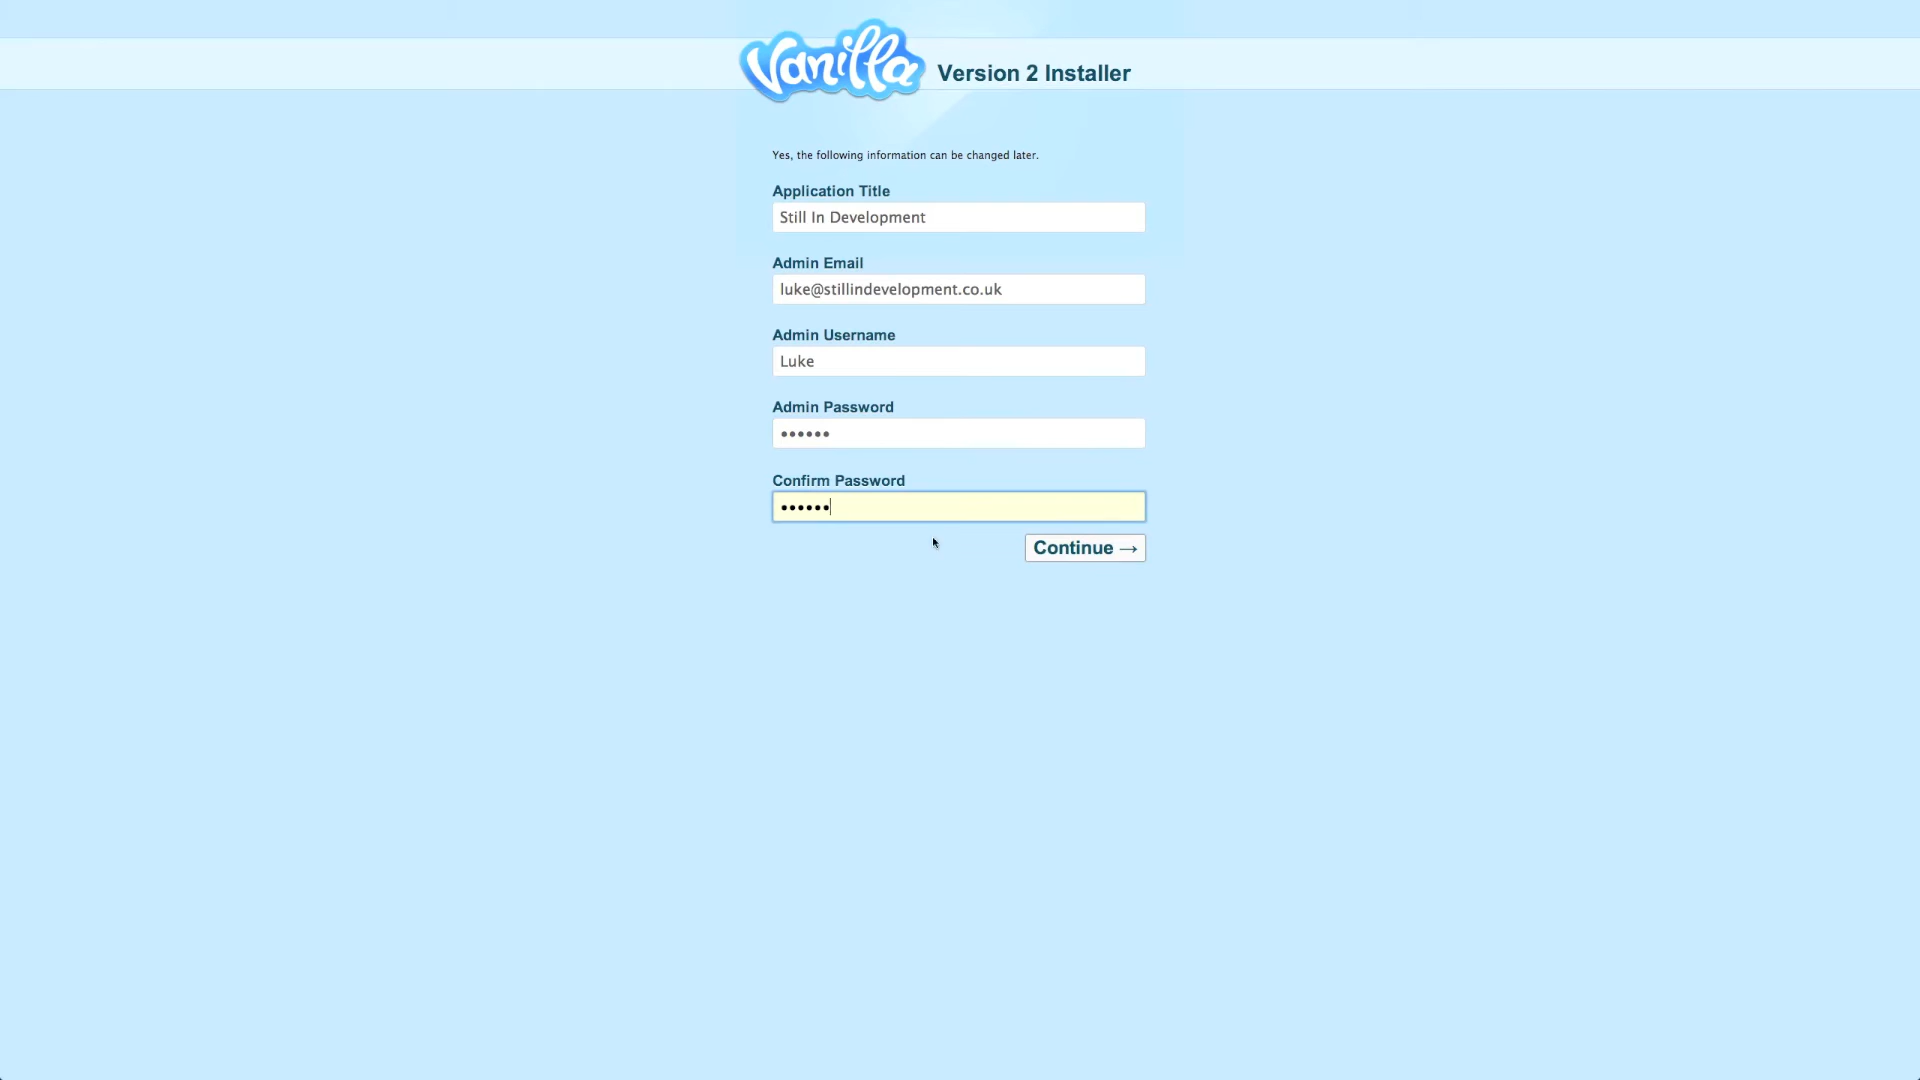 Vanilla
Version 2 Installer
Yes, the following information can be changed later.
Application Title
Still In Development
Admin Email
luke@stillindevelopment.co.uk
Admin Username
Luke
Admin Password
••••••
Confirm Password
••••••
Continue →